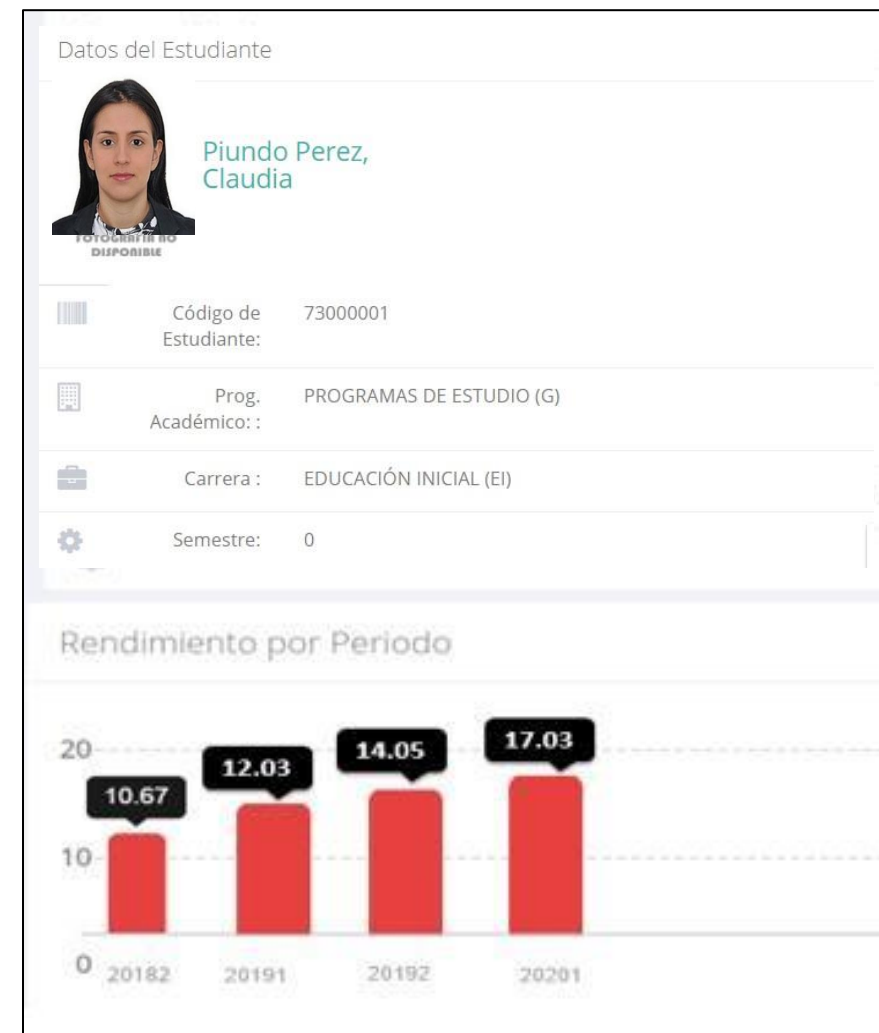 Datos del Estudiante
Piundo Perez,
Claudia
FOTOGRAFIA NO
DISPONIBLE
Código de
Estudiante:
73000001
Prog.
Académico: :
PROGRAMAS DE ESTUDIO (G)
Carrera :
EDUCACIÓN INICIAL (EI)
Semestre:
0
Rendimiento por Periodo
20
10
0
10.67
12.03
14.05
17.03
20182
20191
20192
20201